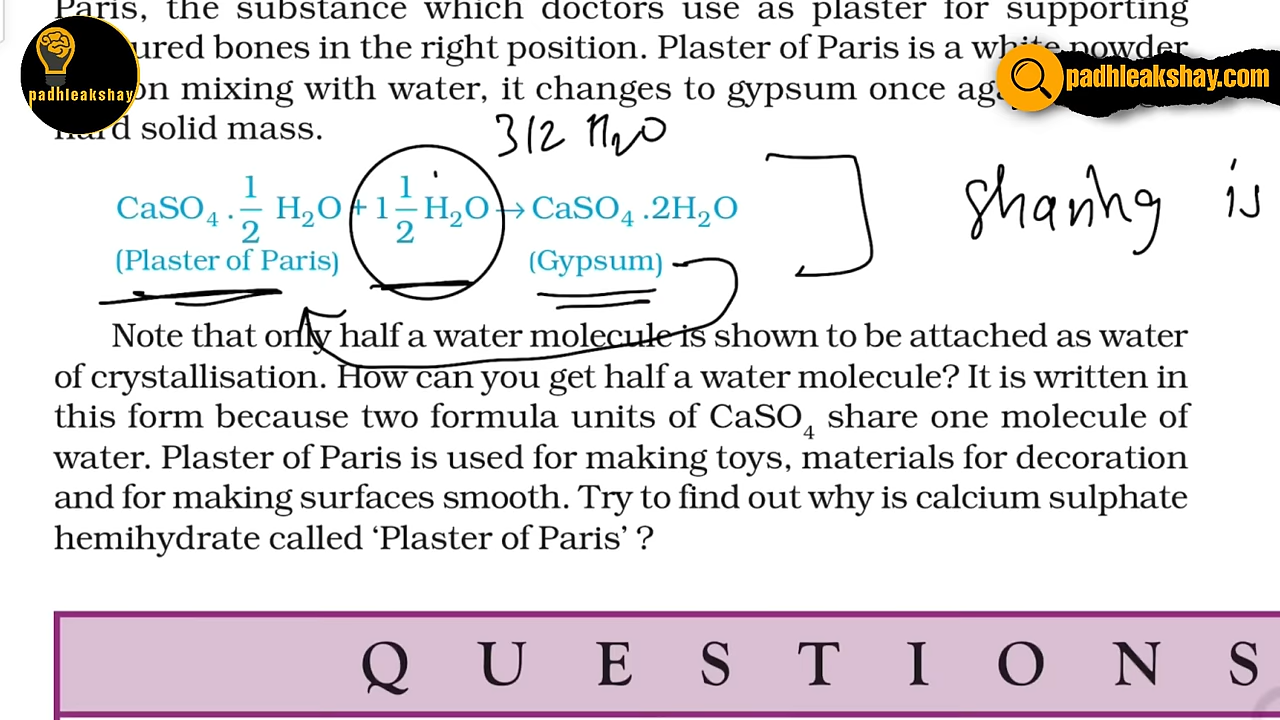 Paris, the substance which doctors use as plaster for supporting
ured bones in the right position. Plaster of Paris is a white powder
on mixing with water, it changes to gypsum once
hard solid mass.
padhleakshay
padhleakshay.com
3/2 H₂O
CaSO₄ . 1/2 H₂O + 1 1/2 H₂O → CaSO₄ .2H₂O
(Plaster of Paris) (Gypsum)
sharing is
Note that only half a water molecule is shown to be attached as water
of crystallisation. How can you get half a water molecule? It is written in
this form because two formula units of CaSO₄ share one molecule of
water. Plaster of Paris is used for making toys, materials for decoration
and for making surfaces smooth. Try to find out why is calcium sulphate
hemihydrate called ‘Plaster of Paris’ ?
QUESTIONS